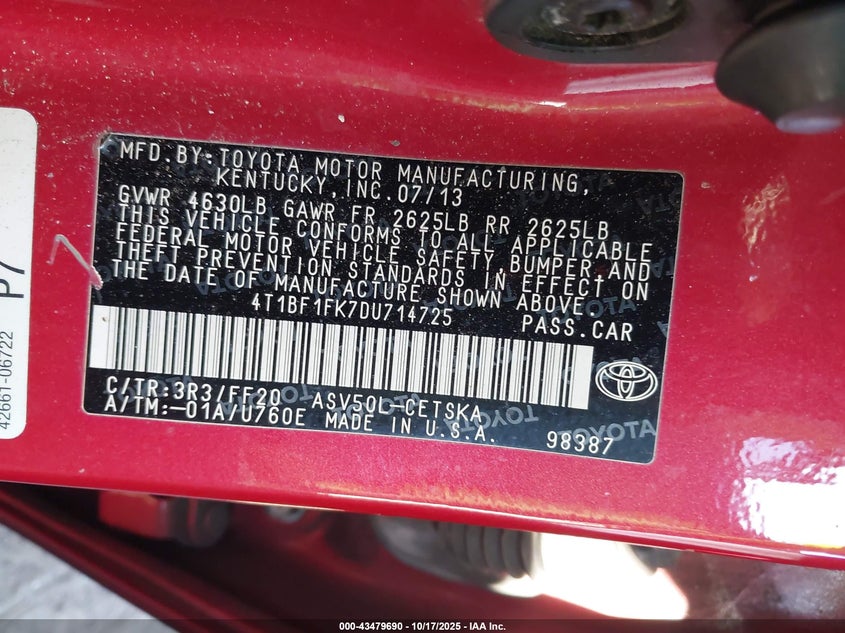 MFD.BY:TOYOTA MOTOR MANUFACTURING,
KENTUCKY,INC.07/13
GVWR 4630LB GAWR FR 2625LB RR 2625LB
THIS VEHICLE CONFORMS TO ALL APPLICABLE
FEDERAL MOTOR VEHICLE SAFETY,BUMPER,AND
THEFT PREVENTION STANDARDS IN EFFECT ON
THE DATE OF MANUFACTURE SHOWN ABOVE.
4T1BF1FK7DU714725 PASS.CAR
C/TR:3R3/FF20 ASV50L-CETSKA
A/TM:-01A/U760E MADE IN U.S.A. 98387
TOYOTA
42661-06722
P7
000-43479690 - 10/17/2025 - IAA Inc.